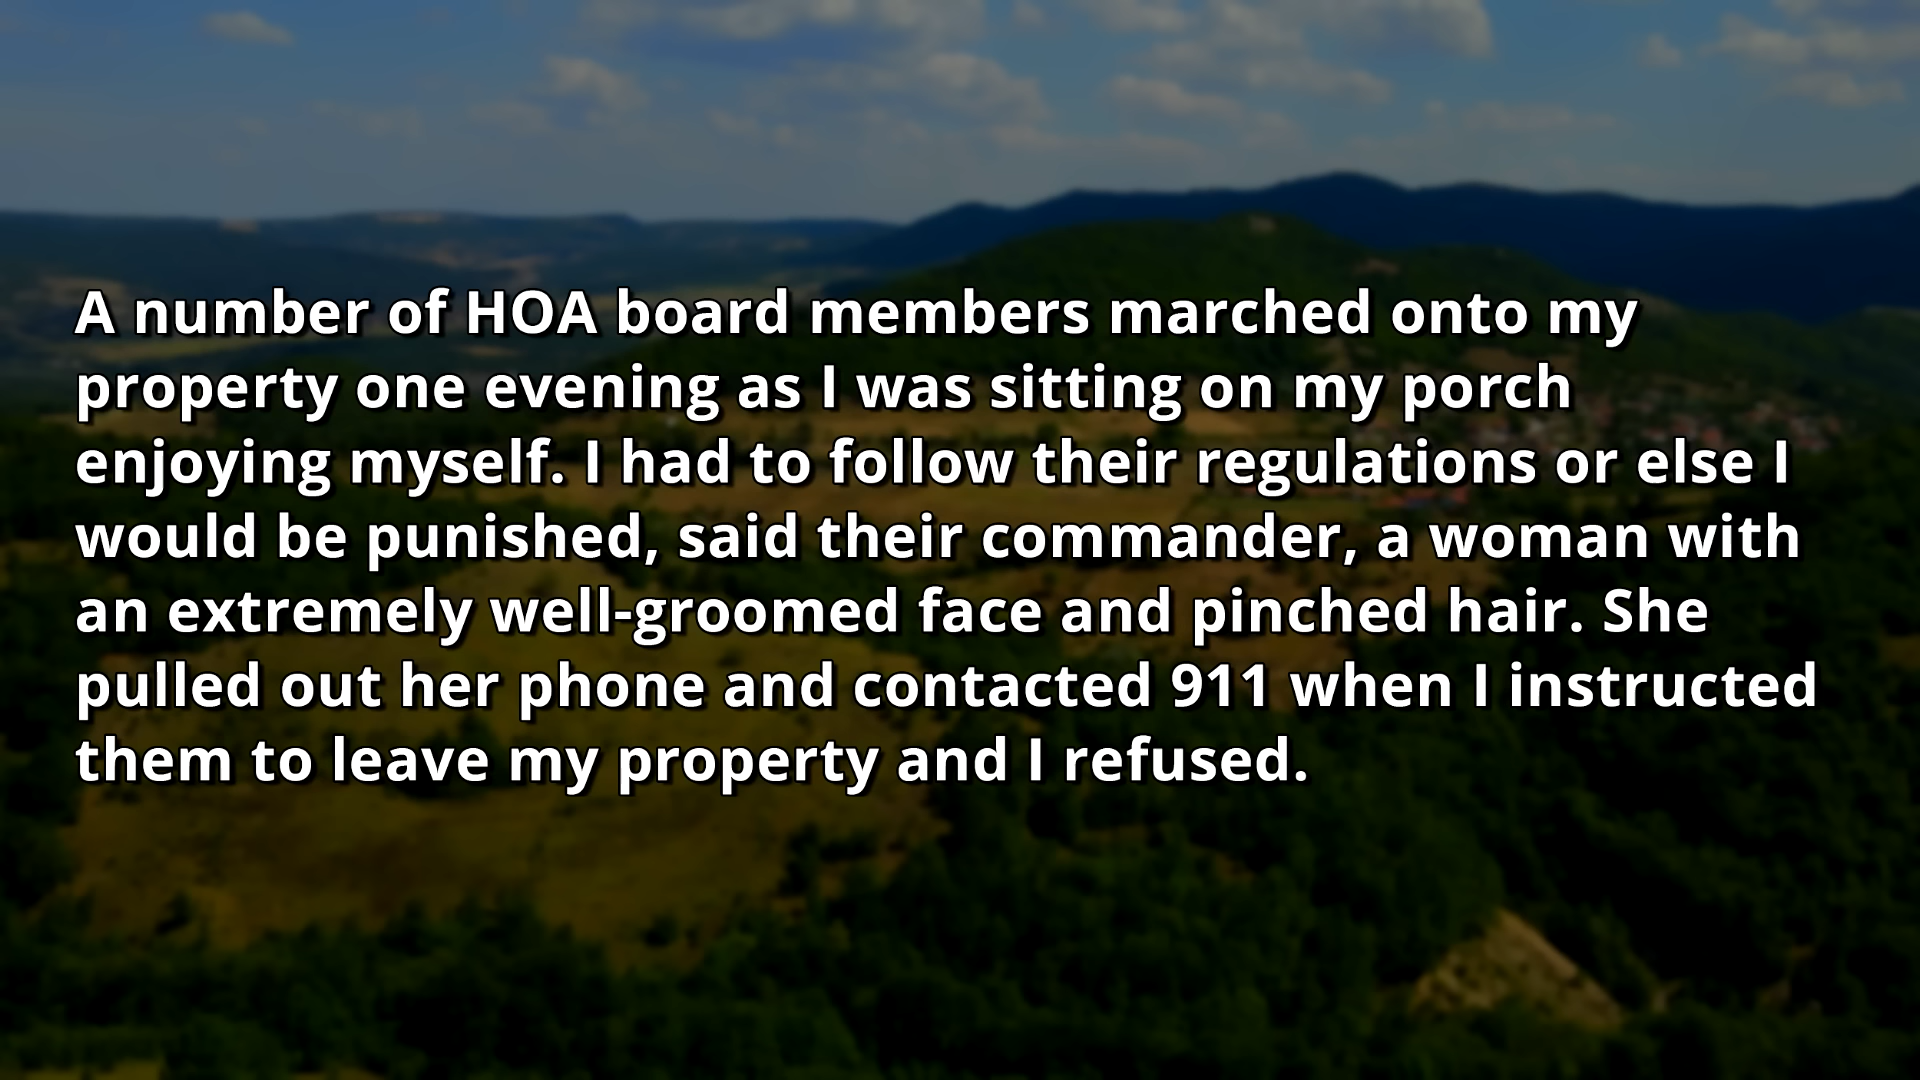 A number of HOA board members marched onto my
property one evening as I was sitting on my porch
enjoying myself. I had to follow their regulations or else I
would be punished, said their commander, a woman with
an extremely well-groomed face and pinched hair. She
pulled out her phone and contacted 911 when I instructed
them to leave my property and I refused.